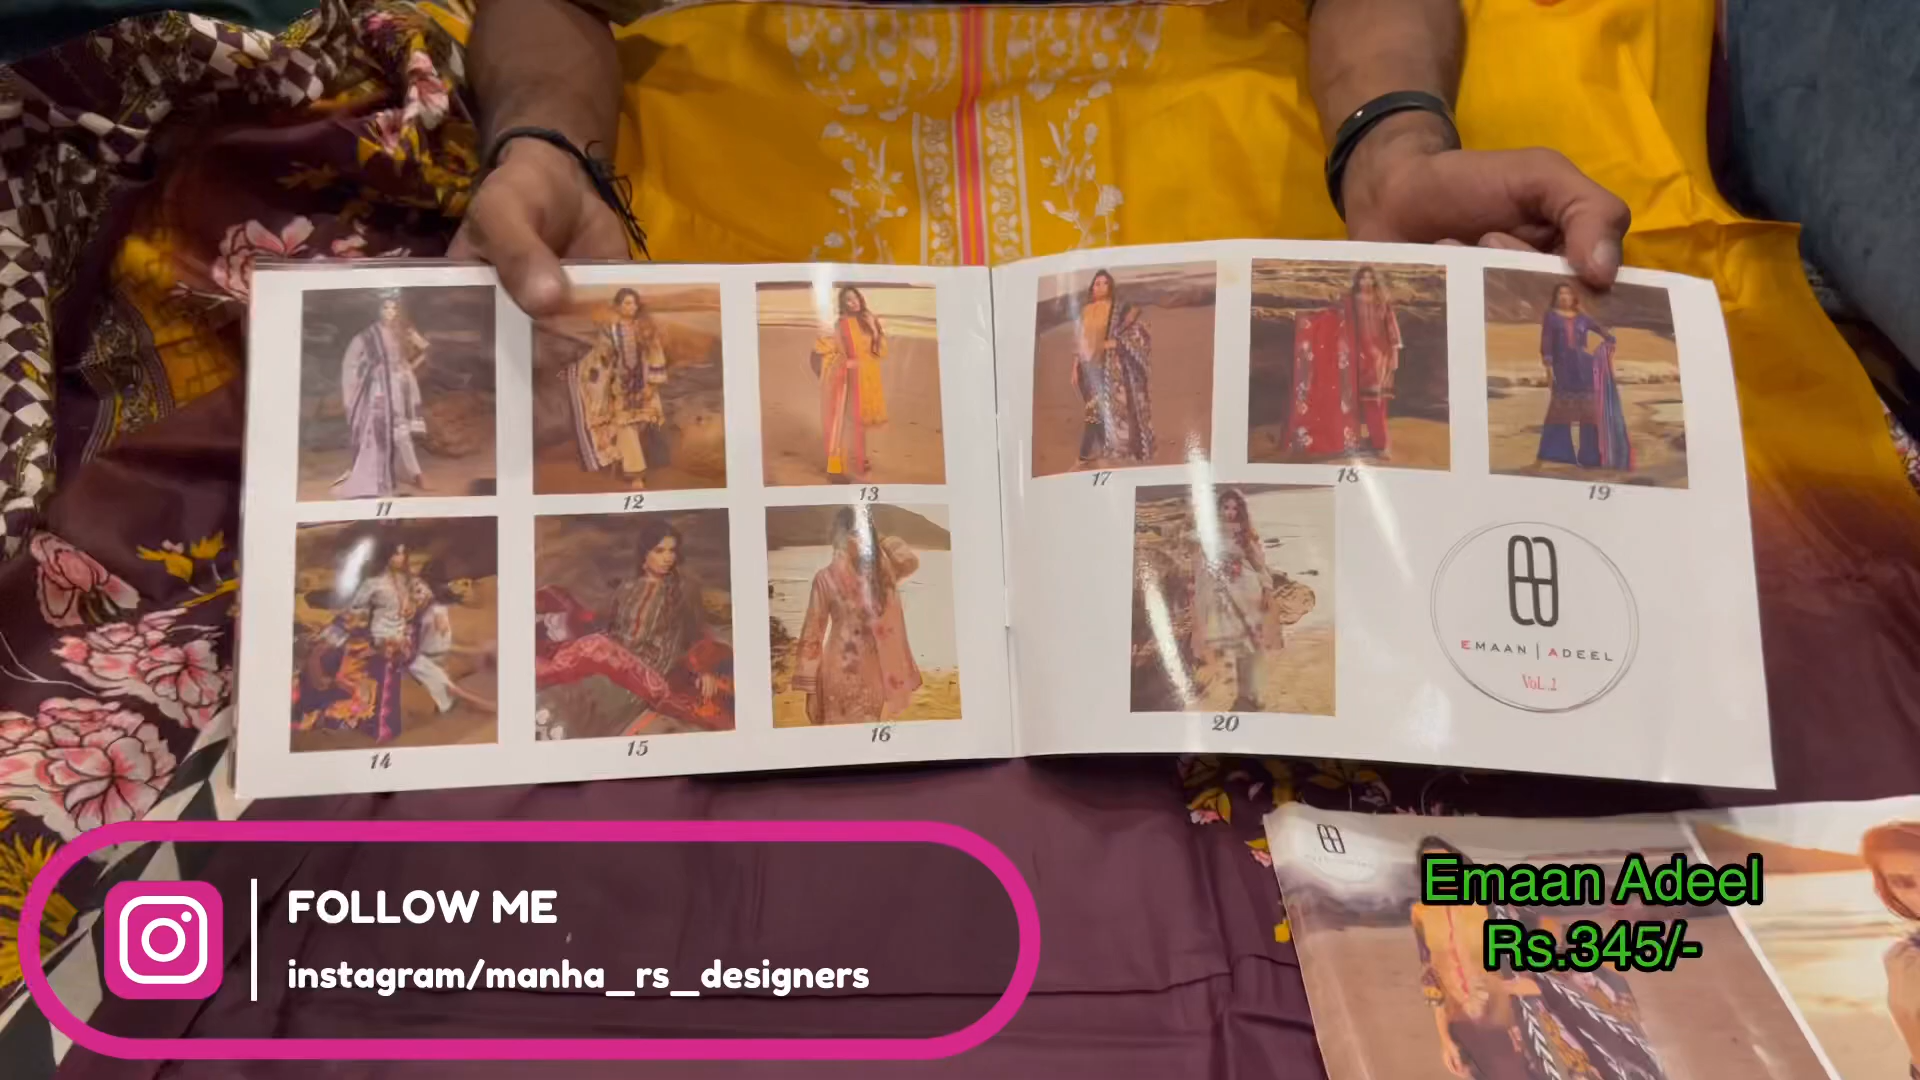 11
12
13
17
18
19
14
15
16
20
EMAAN | ADEEL
VoL.1
FOLLOW ME
instagram/manha_rs_designers
Emaan Adeel
Rs.345/-